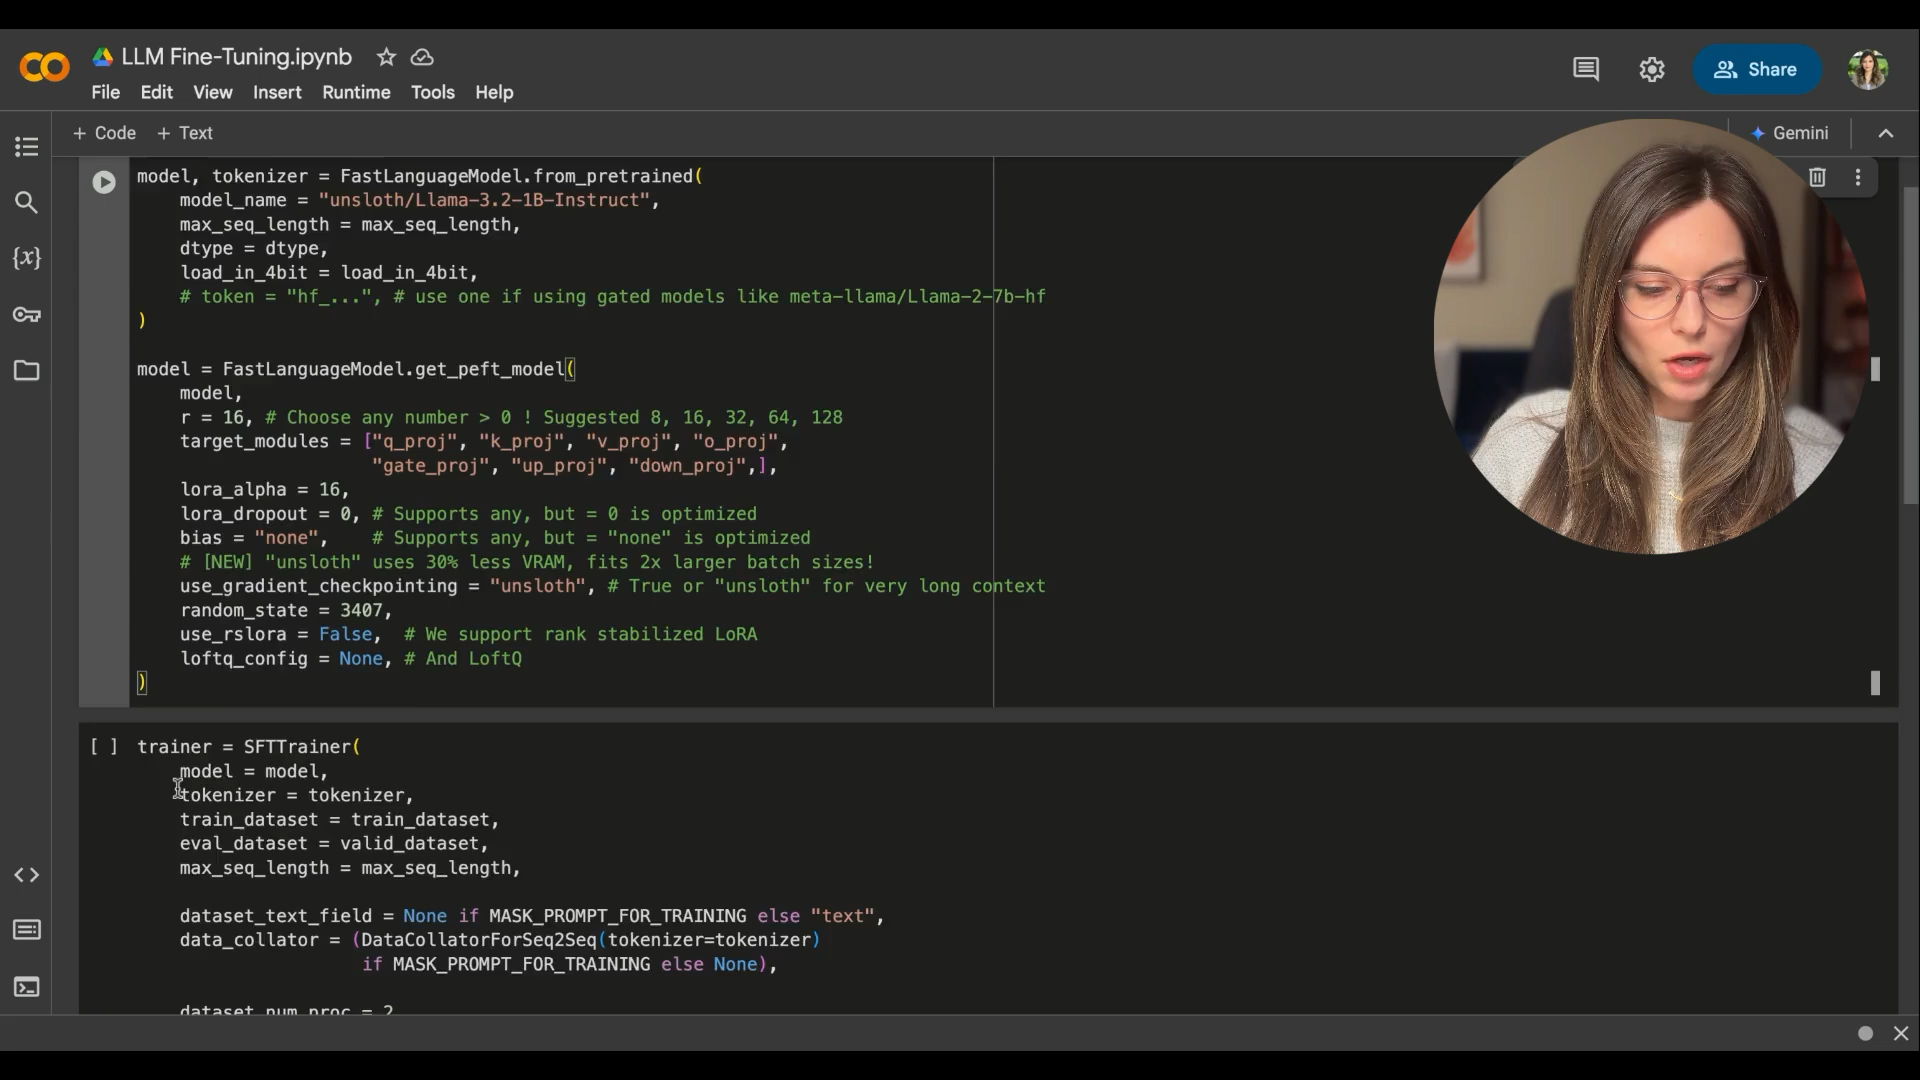 CO LLM Fine-Tuning.ipynb
File Edit View Insert Runtime Tools Help
Share
+ Code + Text
Gemini
model, tokenizer = FastLanguageModel.from_pretrained(
    model_name = "unsloth/Llama-3.2-1B-Instruct",
    max_seq_length = max_seq_length,
    dtype = dtype,
    load_in_4bit = load_in_4bit,
    # token = "hf_...", # use one if using gated models like meta-llama/Llama-2-7b-hf
)
model = FastLanguageModel.get_peft_model(
    model,
    r = 16, # Choose any number > 0 ! Suggested 8, 16, 32, 64, 128
    target_modules = ["q_proj", "k_proj", "v_proj", "o_proj",
                      "gate_proj", "up_proj", "down_proj",],
    lora_alpha = 16,
    lora_dropout = 0, # Supports any, but = 0 is optimized
    bias = "none",    # Supports any, but = "none" is optimized
    # [NEW] "unsloth" uses 30% less VRAM, fits 2x larger batch sizes!
    use_gradient_checkpointing = "unsloth", # True or "unsloth" for very long context
    random_state = 3407,
    use_rslora = False,  # We support rank stabilized LoRA
    loftq_config = None, # And LoftQ
)
[ ] trainer = SFTTrainer(
    model = model,
    tokenizer = tokenizer,
    train_dataset = train_dataset,
    eval_dataset = valid_dataset,
    max_seq_length = max_seq_length,
    dataset_text_field = None if MASK_PROMPT_FOR_TRAINING else "text",
    data_collator = (DataCollatorForSeq2Seq(tokenizer=tokenizer)
                     if MASK_PROMPT_FOR_TRAINING else None),
    dataset_num_proc = 2